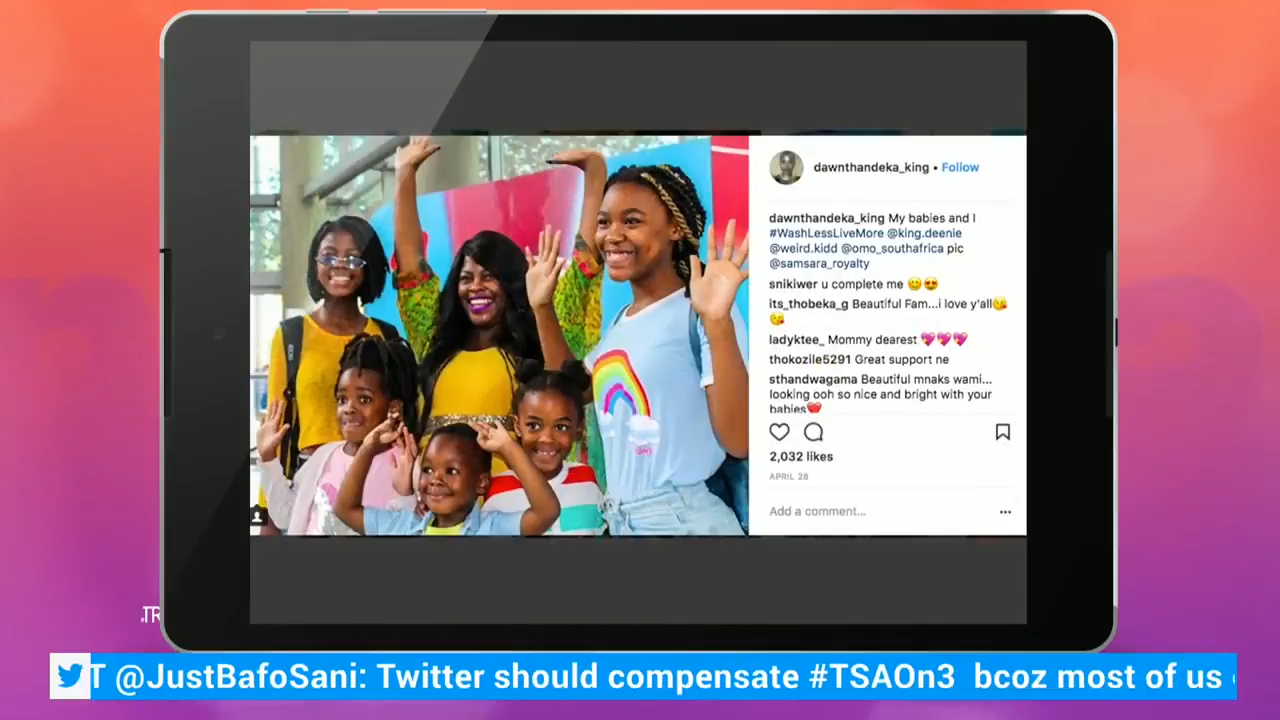 dawnthandeka_king • Follow
dawnthandeka_king My babies and I
#WashLessLiveMore @king.deenie
@weird.kidd @omo_southafrica pic
@samsara_royalty
snikiwer u complete me 😊😍
its_thobeka_g Beautiful Fam...i love y'all😘
😘
ladyktee_ Mommy dearest 💖💖💖
thokozile5291 Great support ne
sthandwagama Beautiful mnaks wami...
looking ooh so nice and bright with your
babies❤️
2,032 likes
APRIL 28
Add a comment...
.TR
T @JustBafoSani: Twitter should compensate #TSAOn3 bcoz most of us